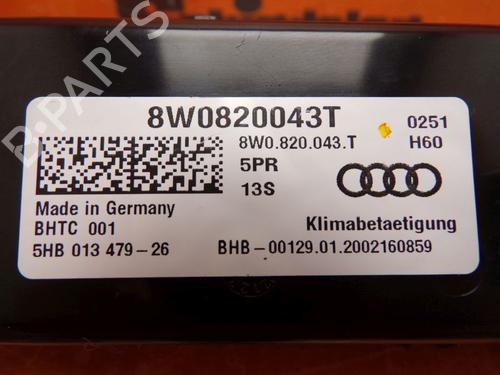 8W0820043T
0251
8W0.820.043.T
H60
5PR
13S
Made in Germany
BHTC 001
Klimabetaetigung
5HB 013 479-26
BHB-00129.01.2002160859
B-PARTS